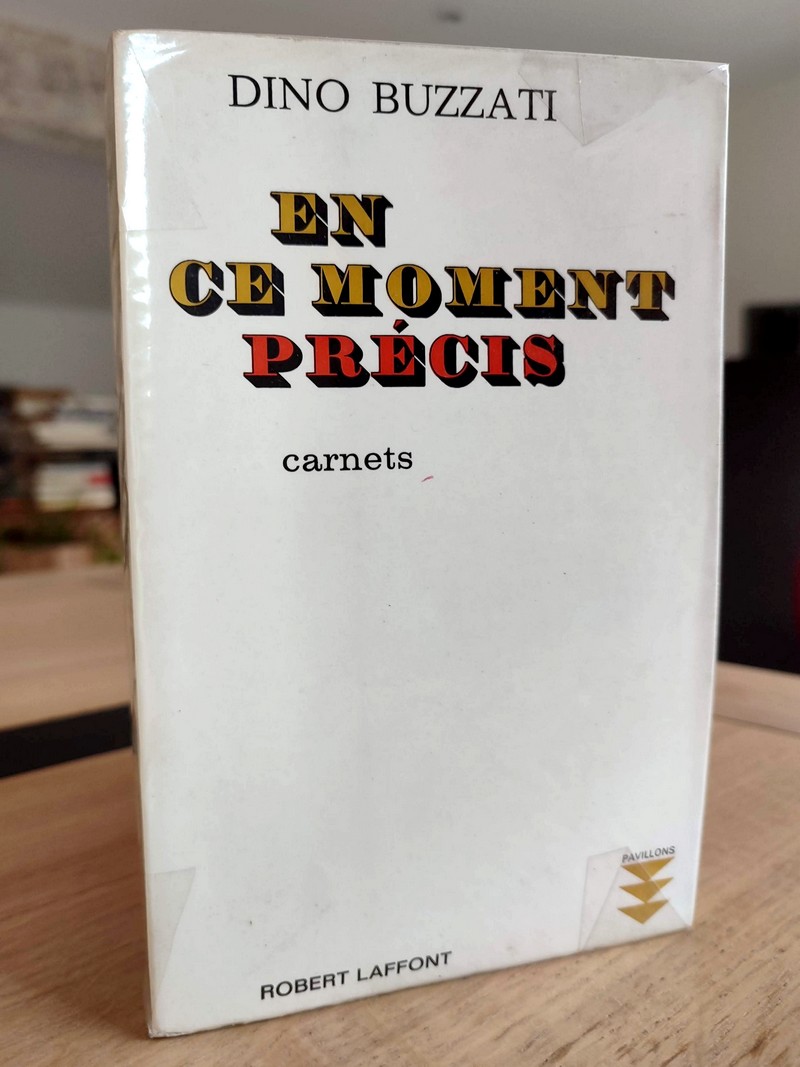 DINO BUZZATI
EN
CE MOMENT
PRÉCIS
carnets
PAVILLONS
ROBERT LAFFONT